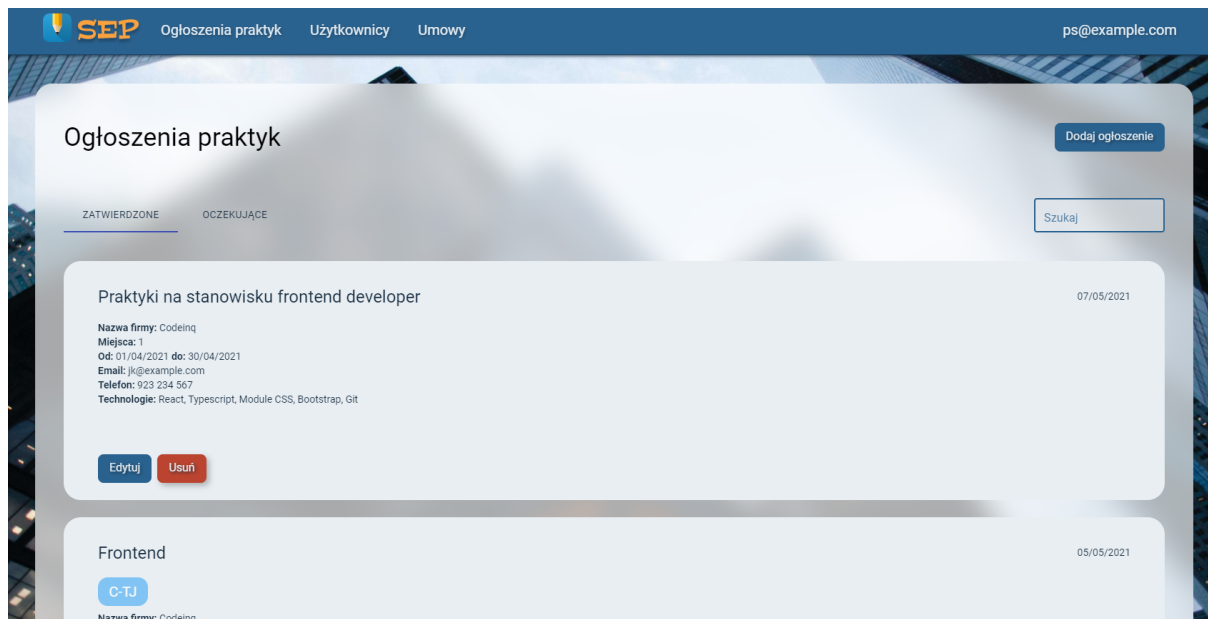 SEP Ogłoszenia praktyk Użytkownicy Umowy ps@example.com
Ogłoszenia praktyk Dodaj ogłoszenie
ZATWIERDZONE OCZEKUJĄCE Szukaj
Praktyki na stanowisku frontend developer 07/05/2021
Nazwa firmy: Codeinq
Miejsca: 1
Od: 01/04/2021 do: 30/04/2021
Email: jk@example.com
Telefon: 923 234 567
Technologie: React, Typescript, Module CSS, Bootstrap, Git
Edytuj Usuń
Frontend 05/05/2021
C-TJ
Nazwa firmy: Codeinq